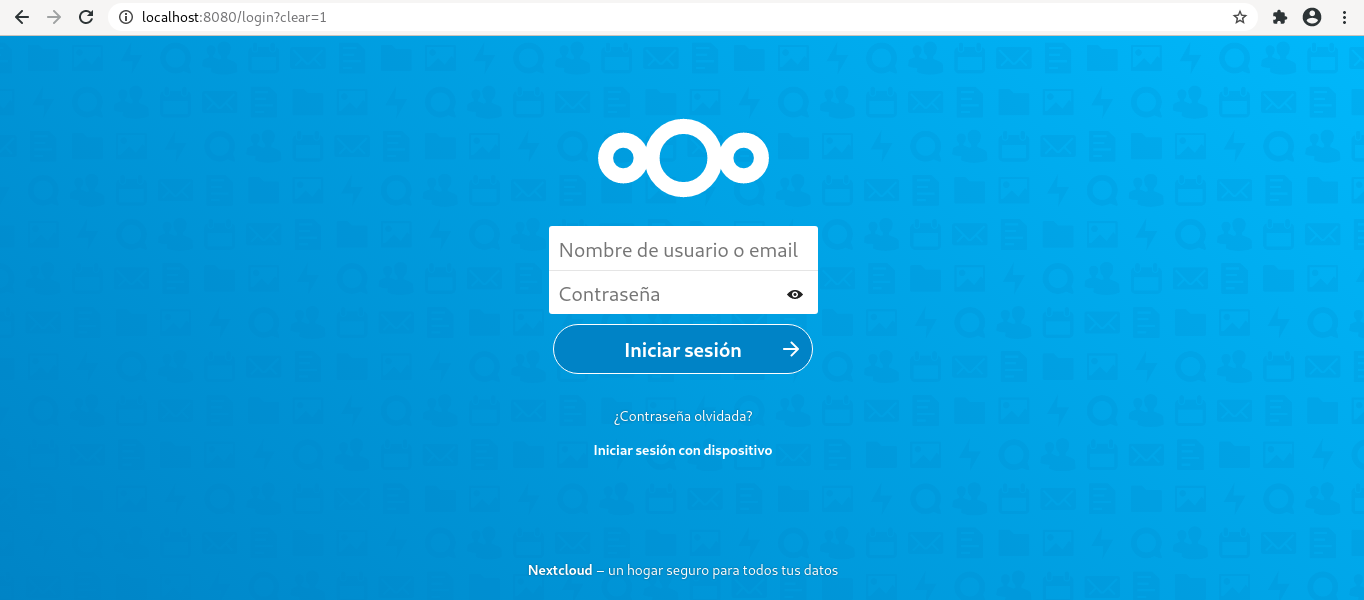 localhost:8080/login?clear=1
Nombre de usuario o email
Contraseña
Iniciar sesión
¿Contraseña olvidada?
Iniciar sesión con dispositivo
Nextcloud – un hogar seguro para todos tus datos